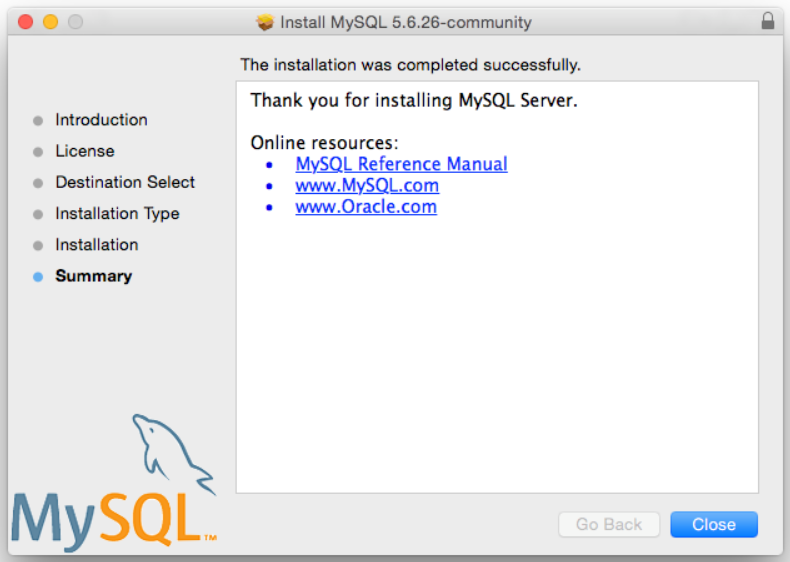 Install MySQL 5.6.26-community
The installation was completed successfully.
Introduction
License
Destination Select
Installation Type
Installation
Summary
Thank you for installing MySQL Server.
Online resources:
• MySQL Reference Manual
• www.MySQL.com
• www.Oracle.com
MySQL™
Go Back
Close